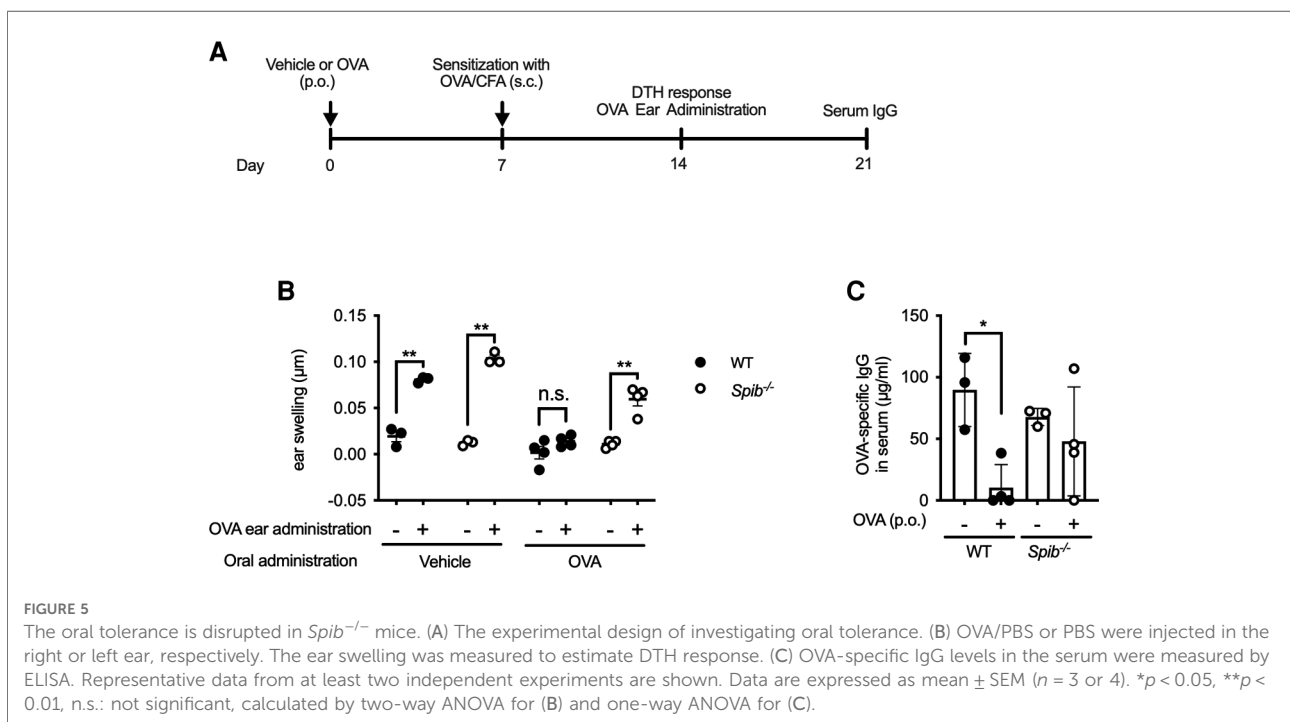 A
Vehicle or OVA
(p.o.)
Sensitization with
OVA/CFA (s.c.)
DTH response
OVA Ear Adiministration
Serum IgG
Day 0 7 14 21
B
ear swelling (μm)
0.15
0.10
0.05
0.00
-0.05
**
**
n.s.
**
WT
Spib-/-
OVA ear administration - + - + - + - +
Oral administration Vehicle OVA
C
OVA-specific IgG
in serum (μg/ml)
150
100
50
0
*
OVA (p.o.) - + - +
WT Spib-/-
FIGURE 5
The oral tolerance is disrupted in Spib−/− mice. (A) The experimental design of investigating oral tolerance. (B) OVA/PBS or PBS were injected in the
right or left ear, respectively. The ear swelling was measured to estimate DTH response. (C) OVA-specific IgG levels in the serum were measured by
ELISA. Representative data from at least two independent experiments are shown. Data are expressed as mean ± SEM (n = 3 or 4). *p < 0.05, **p <
0.01, n.s.: not significant, calculated by two-way ANOVA for (B) and one-way ANOVA for (C).